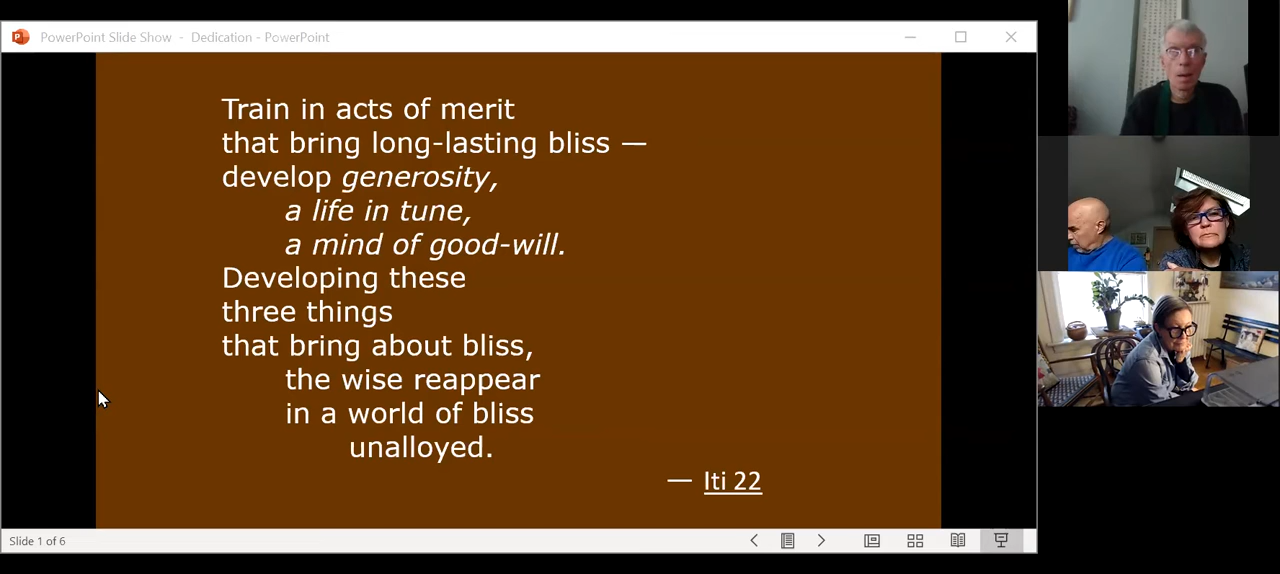 PowerPoint Slide Show - Dedication - PowerPoint
Train in acts of merit
that bring long-lasting bliss —
develop generosity,
a life in tune,
a mind of good-will.
Developing these
three things
that bring about bliss,
the wise reappear
in a world of bliss
unalloyed.
— Iti 22
Slide 1 of 6